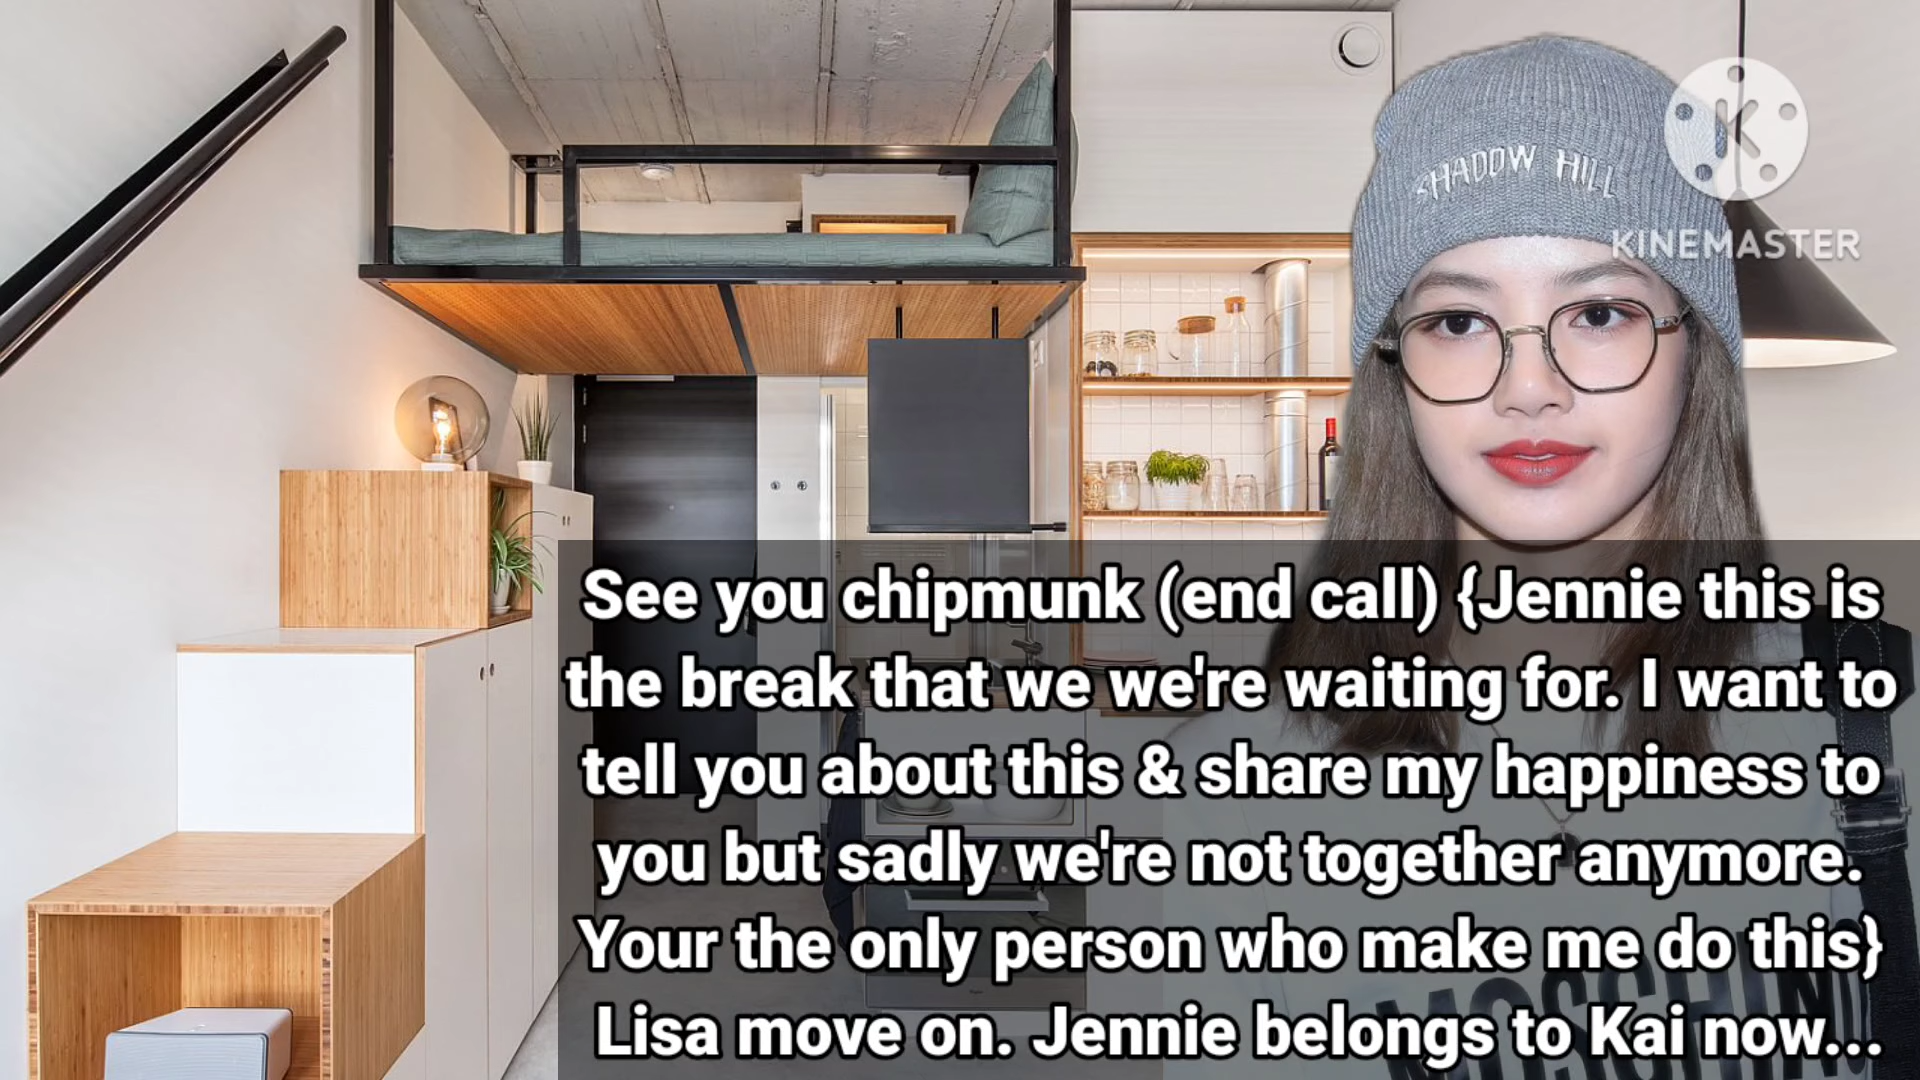 SHADOW HILL
KINEMASTER
See you chipmunk (end call) {Jennie this is
the break that we we're waiting for. I want to
tell you about this & share my happiness to
you but sadly we're not together anymore.
Your the only person who make me do this}
Lisa move on. Jennie belongs to Kai now...
MOSCHINO